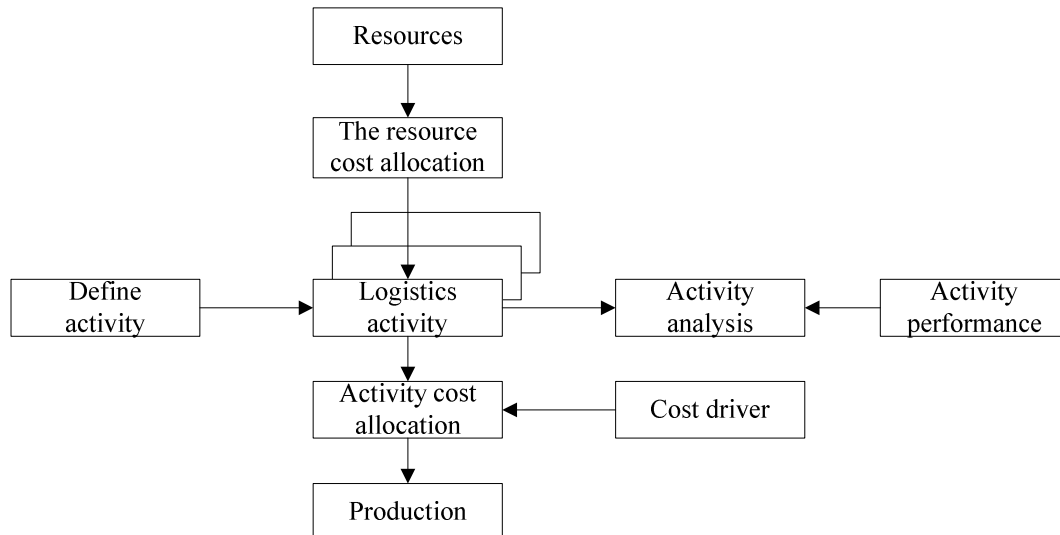 Resources
The resource
cost allocation
Define
activity
Logistics
activity
Activity
analysis
Activity
performance
Activity cost
allocation
Cost driver
Production